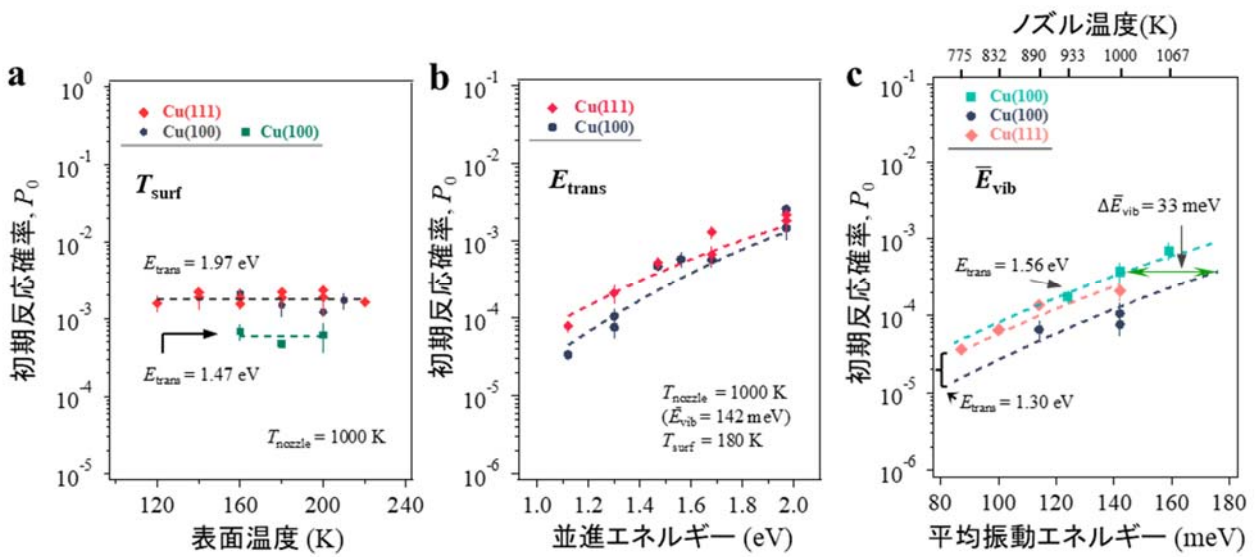 a
10⁰
10⁻¹
10⁻²
10⁻³
10⁻⁴
10⁻⁵
初期反応確率, P₀
Cu(111)
Cu(100) Cu(100)
T_surf
E_trans = 1.97 eV
E_trans = 1.47 eV
T_nozzle = 1000 K
120 160 200 240
表面温度 (K)
b
10⁻¹
10⁻²
10⁻³
10⁻⁴
10⁻⁵
10⁻⁶
初期反応確率, P₀
Cu(111)
Cu(100)
E_trans
T_nozzle = 1000 K
(Ē_vib = 142 meV)
T_surf = 180 K
1.0 1.2 1.4 1.6 1.8 2.0
並進エネルギー (eV)
ノズル温度(K)
775 832 890 933 1000 1067
c
10⁻¹
10⁻²
10⁻³
10⁻⁴
10⁻⁵
10⁻⁶
初期反応確率, P₀
Cu(100)
Cu(100)
Cu(111)
Ē_vib
ΔĒ_vib = 33 meV
E_trans = 1.56 eV
E_trans = 1.30 eV
80 100 120 140 160 180
平均振動エネルギー (meV)